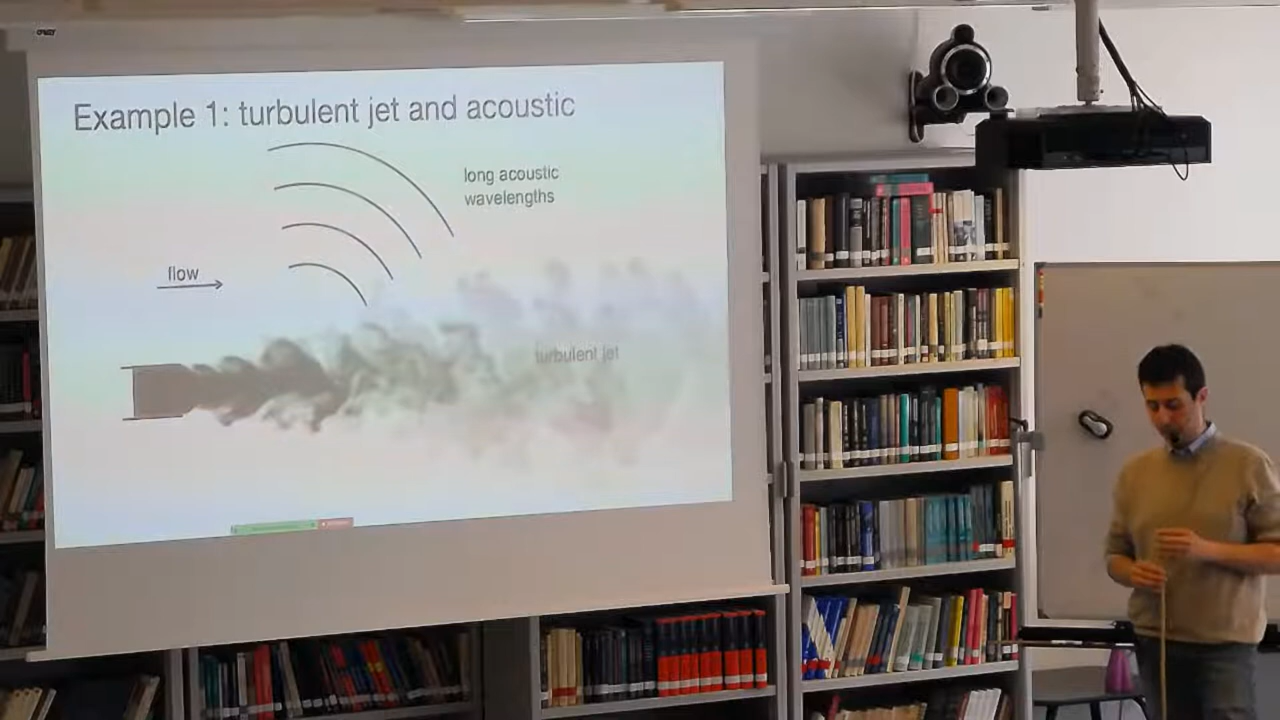 Example 1: turbulent jet and acoustic
long acoustic
wavelengths
flow
turbulent jet